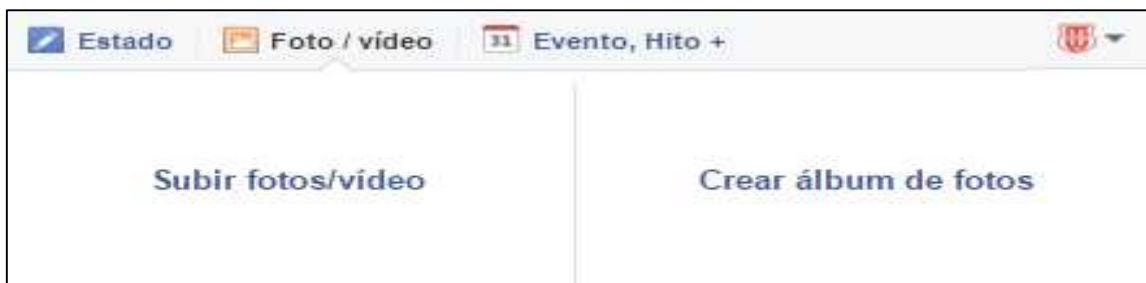 Estado Foto / vídeo 31 Evento, Hito +
Subir fotos/vídeo Crear álbum de fotos